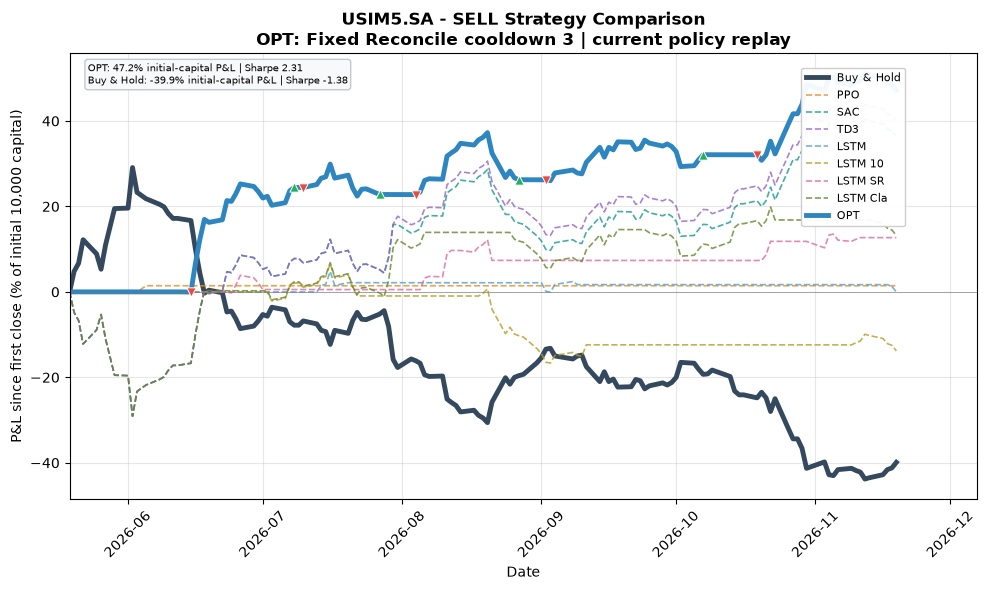 USIM5.SA - SELL Strategy Comparison
OPT: Fixed Reconcile cooldown 3 | current policy replay
OPT: 47.2% initial-capital P&L | Sharpe 2.31
Buy & Hold: -39.9% initial-capital P&L | Sharpe -1.38
Buy & Hold
PPO
SAC
TD3
LSTM
LSTM 10
LSTM SR
LSTM Cla
OPT
P&L since first close (% of initial 10,000 capital)
40
20
0
−20
−40
2026-06
2026-07
2026-08
2026-09
2026-10
2026-11
2026-12
Date